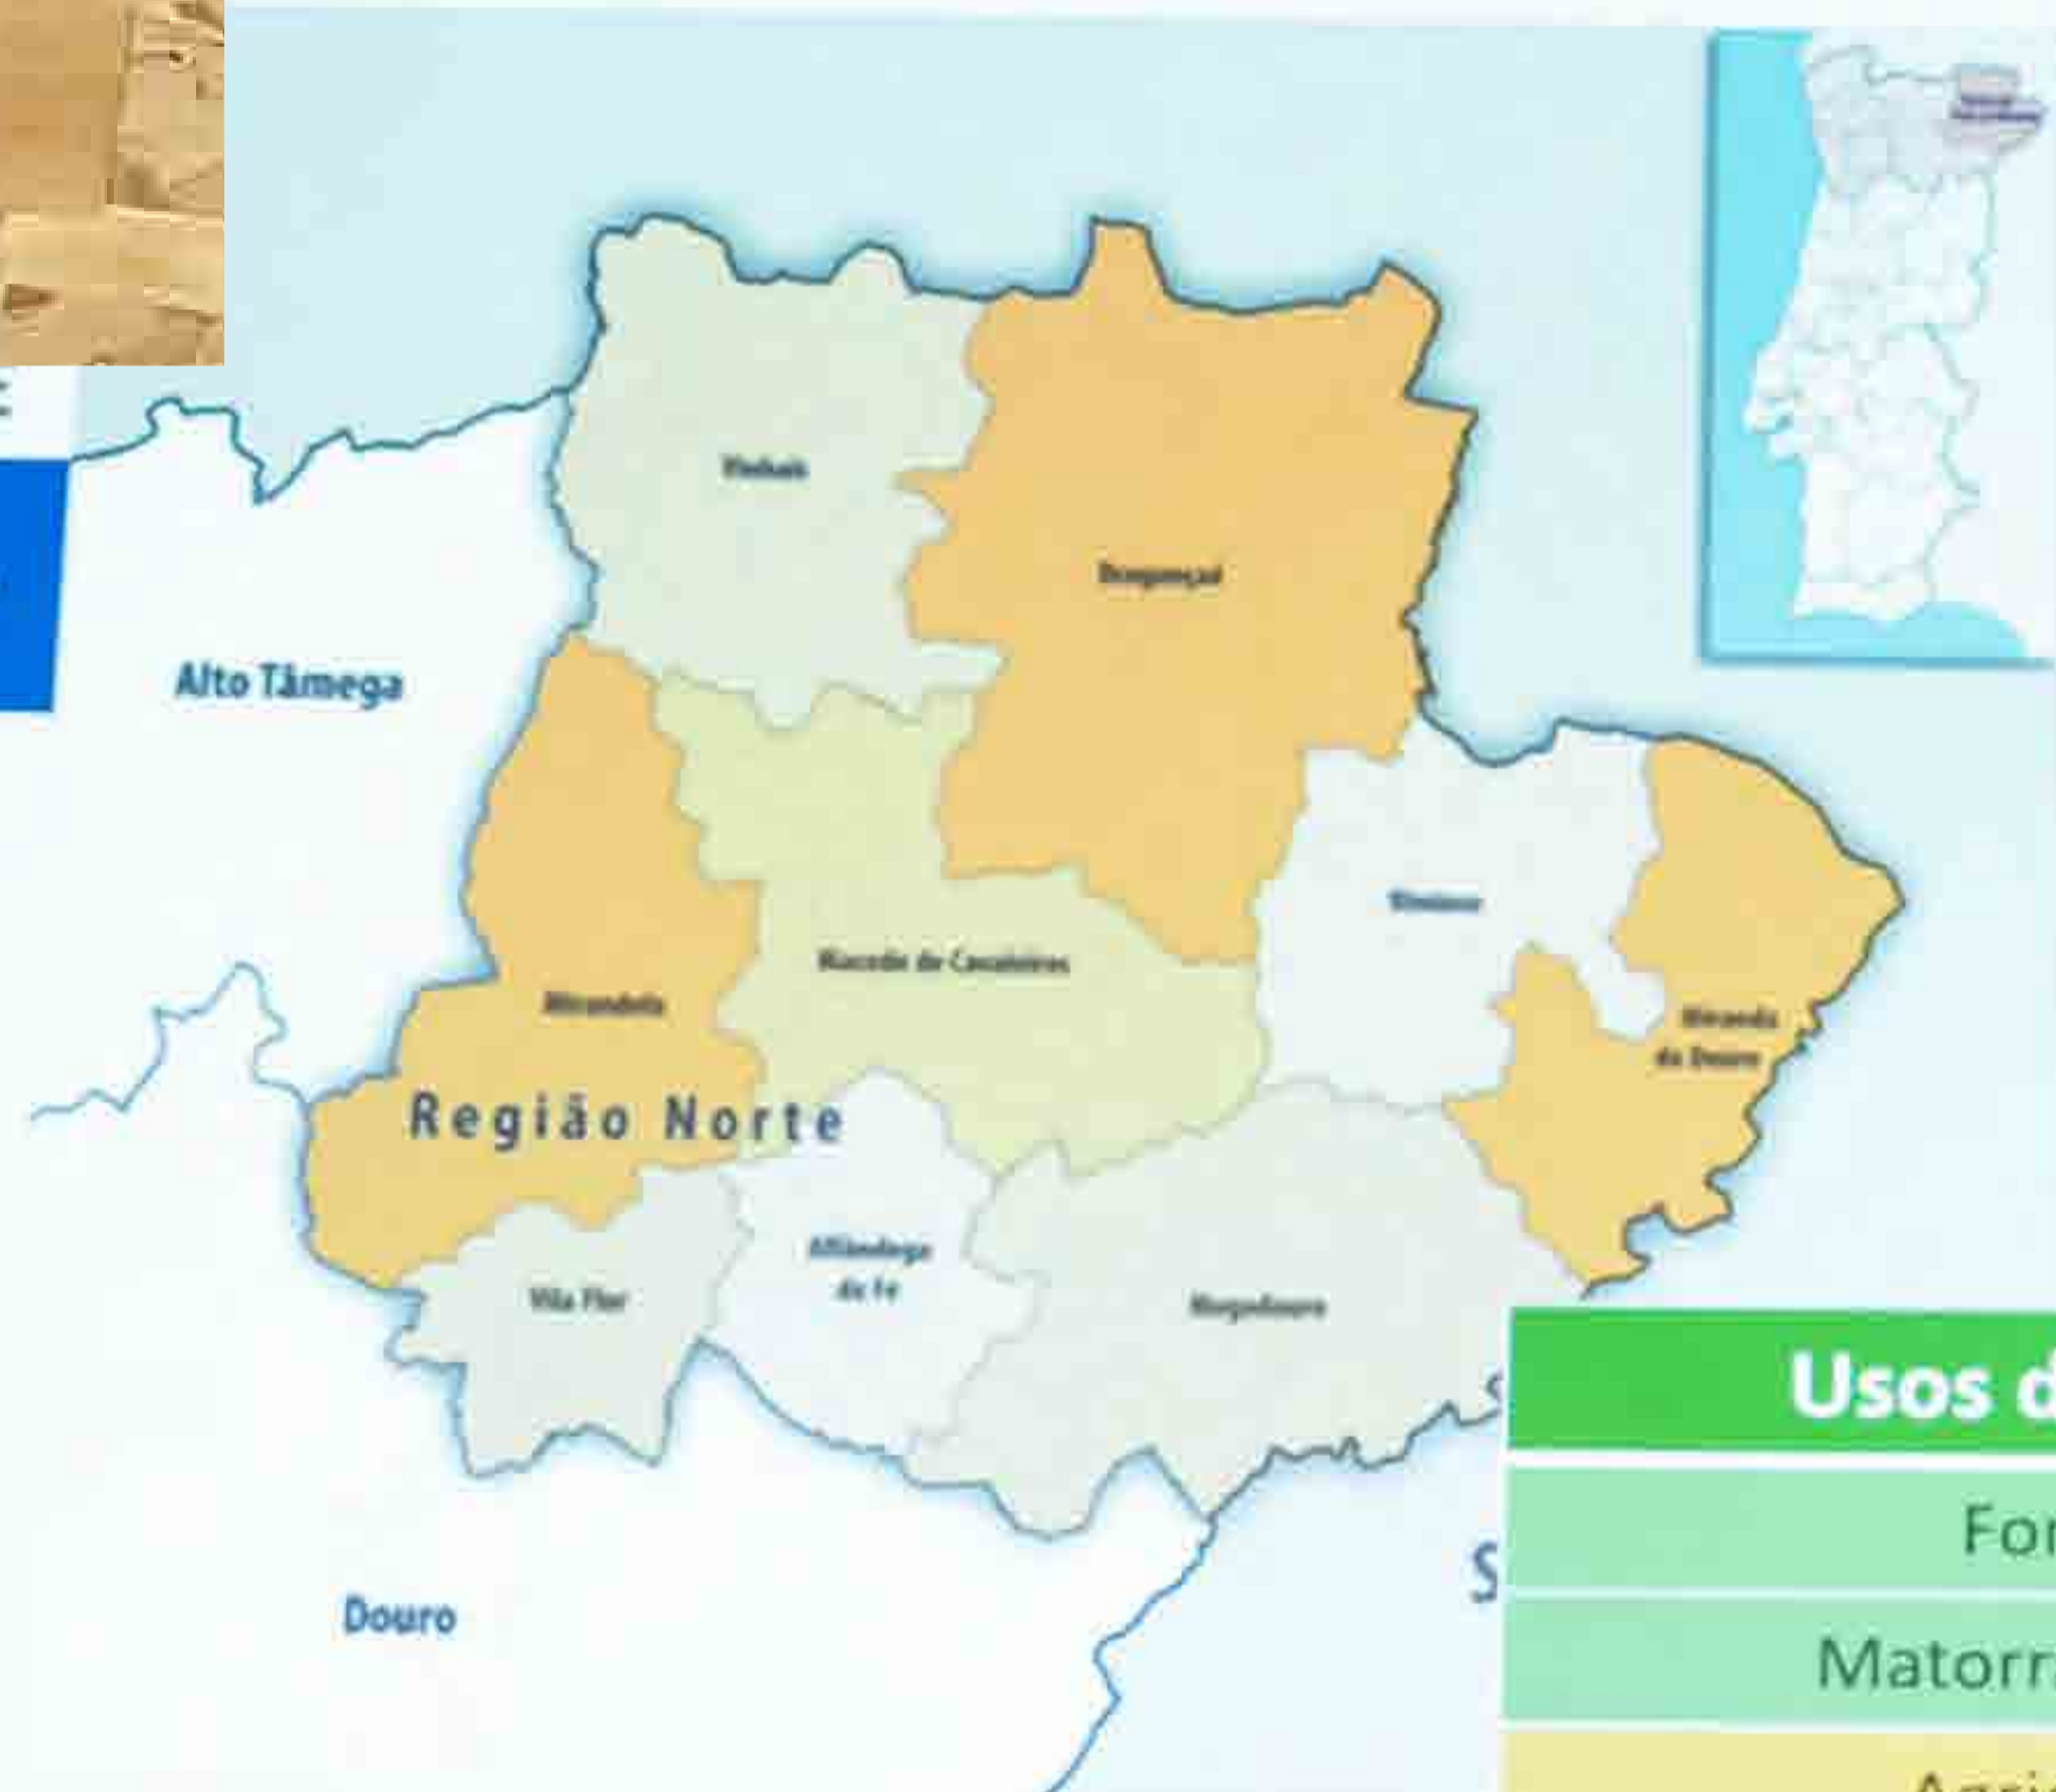 Vinhais
Bragança
Alto Tâmega
Vimioso
Macedo de Cavaleiros
Mirandela
Miranda
do Douro
Região Norte
Alfândega
da Fé
Vila Flor
Mogadouro
Usos d
For
Matorr
Douro